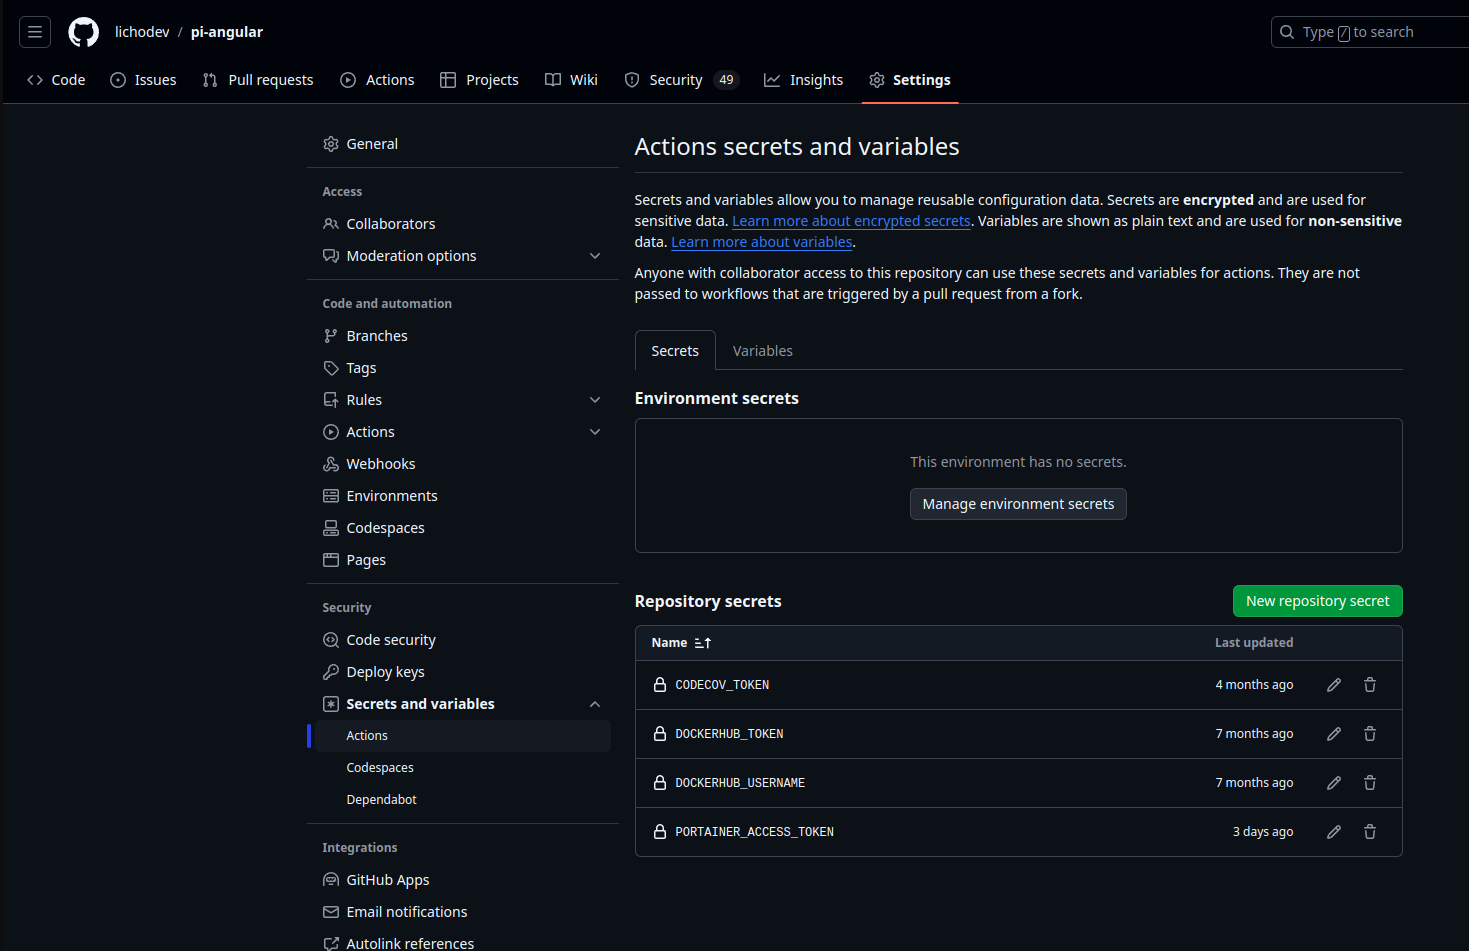 lichodev / pi-angular
Type / to search
Code
Issues
Pull requests
Actions
Projects
Wiki
Security 49
Insights
Settings
General
Access
Collaborators
Moderation options
Code and automation
Branches
Tags
Rules
Actions
Webhooks
Environments
Codespaces
Pages
Security
Code security
Deploy keys
Secrets and variables
Actions
Codespaces
Dependabot
Integrations
GitHub Apps
Email notifications
Autolink references
Actions secrets and variables
Secrets and variables allow you to manage reusable configuration data. Secrets are encrypted and are used for
sensitive data. Learn more about encrypted secrets. Variables are shown as plain text and are used for non-sensitive
data. Learn more about variables.
Anyone with collaborator access to this repository can use these secrets and variables for actions. They are not
passed to workflows that are triggered by a pull request from a fork.
Secrets
Variables
Environment secrets
This environment has no secrets.
Manage environment secrets
Repository secrets
New repository secret
Name
Last updated
CODECOV_TOKEN
4 months ago
DOCKERHUB_TOKEN
7 months ago
DOCKERHUB_USERNAME
7 months ago
PORTAINER_ACCESS_TOKEN
3 days ago